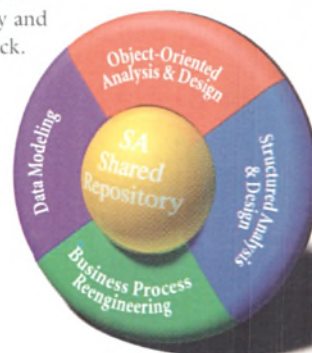 y and
ck.
Object-Oriented
Analysis & Design
Data Modeling
SA
Shared
Repository
Structured Analysis
& Design
Business Process
Reengineering